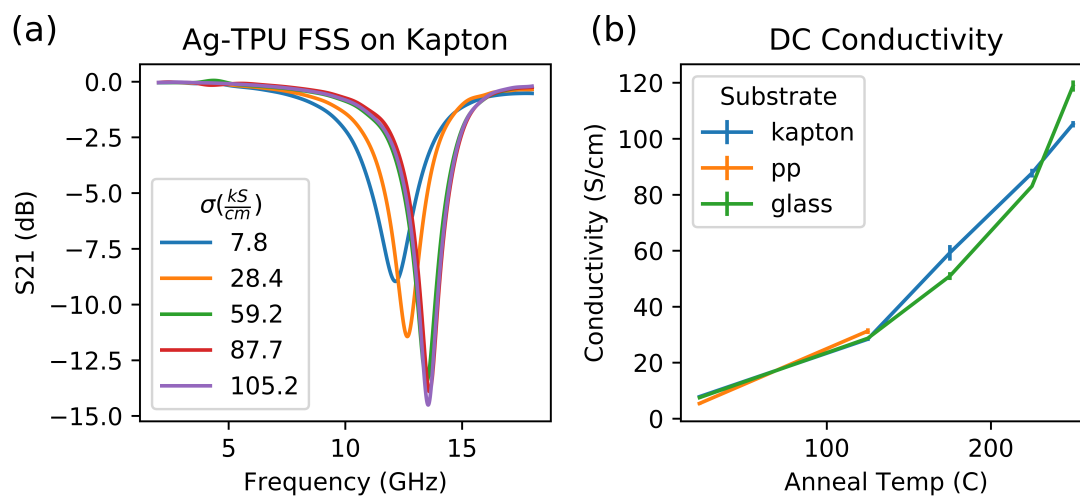 (a)
Ag-TPU FSS on Kapton
0.0
−2.5
−5.0
−7.5
−10.0
−12.5
−15.0
S21 (dB)
σ(kS/cm)
7.8
28.4
59.2
87.7
105.2
5 10 15
Frequency (GHz)
(b)
DC Conductivity
120
100
80
60
40
20
0
Conductivity (S/cm)
Substrate
kapton
pp
glass
100 200
Anneal Temp (C)